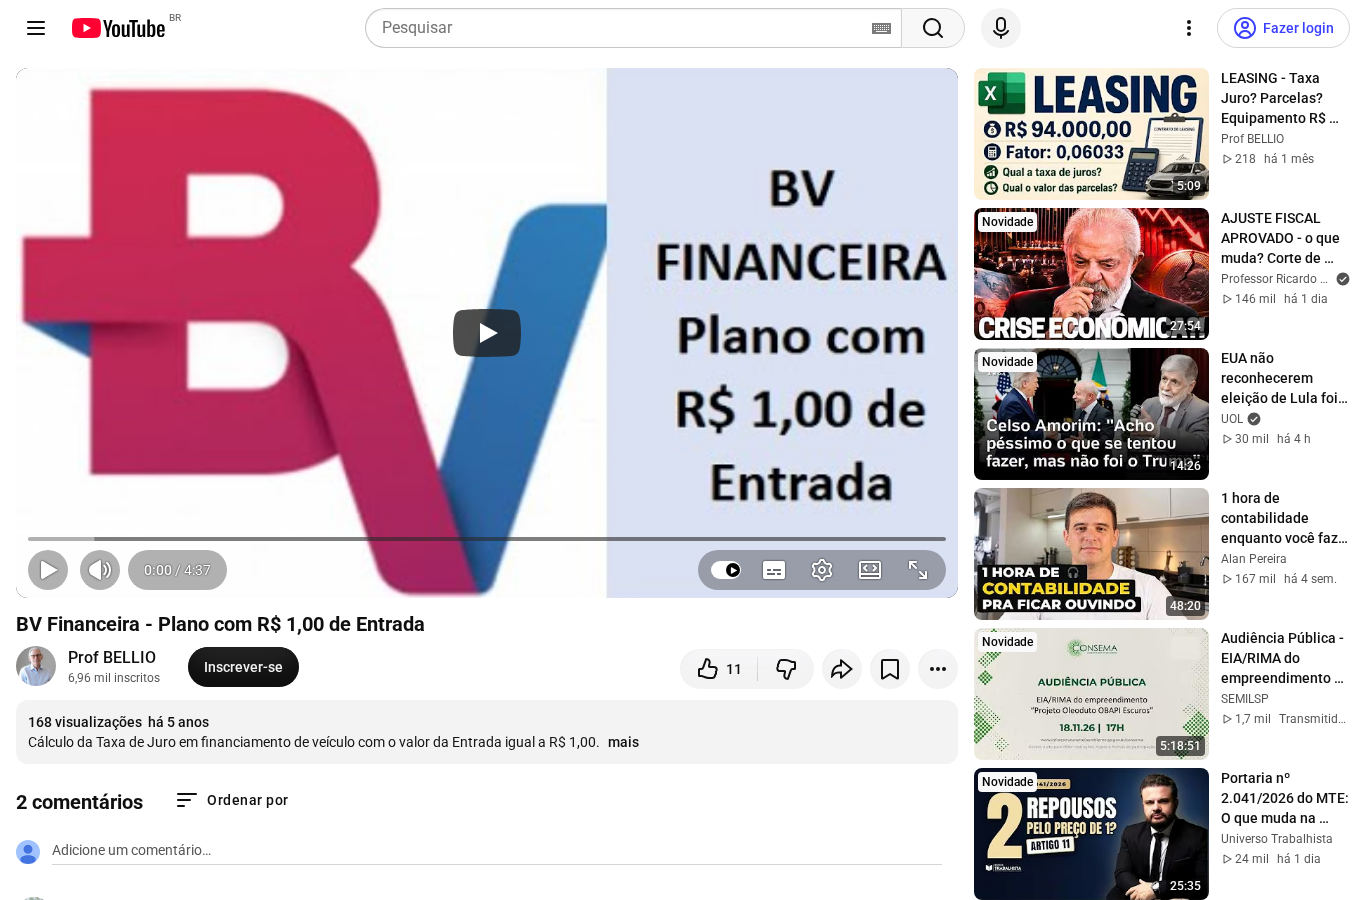 YouTube
BR
Pesquisar
Fazer login
BV
FINANCEIRA
Plano com
R$ 1,00 de
Entrada
0:00 / 4:37
BV Financeira - Plano com R$ 1,00 de Entrada
Prof BELLIO
6,96 mil inscritos
Inscrever-se
11
168 visualizações há 5 anos
Cálculo da Taxa de Juro em financiamento de veículo com o valor da Entrada igual a R$ 1,00. mais
2 comentários
Ordenar por
Adicione um comentário...
X LEASING
R$ 94.000,00
Fator: 0,06033
Qual a taxa de juros?
Qual o valor das parcelas?
CONTRATO DE LEASING
5:09
LEASING - Taxa
Juro? Parcelas?
Equipamento R$ ...
Prof BELLIO
218 há 1 mês
Novidade
CRISE ECONÔMICA
27:54
AJUSTE FISCAL
APROVADO - o que
muda? Corte de ...
Professor Ricardo ...
146 mil há 1 dia
Novidade
Celso Amorim: "Acho
péssimo o que se tentou
fazer, mas não foi o Trump"
14:26
EUA não
reconhecerem
eleição de Lula foi...
UOL
30 mil há 4 h
1 HORA DE
CONTABILIDADE
PRA FICAR OUVINDO
48:20
1 hora de
contabilidade
enquanto você faz...
Alan Pereira
167 mil há 4 sem.
Novidade
CONSEMA
AUDIÊNCIA PÚBLICA
EIA/RIMA do empreendimento
"Projeto Oleoduto OBAPI Escuros"
18.11.26 | 17H
5:18:51
Audiência Pública -
EIA/RIMA do
empreendimento ...
SEMILSP
1,7 mil Transmitid...
Novidade
041/2026
2 REPOUSOS
PELO PREÇO DE 1?
ARTIGO 11
TRABALHISTA
25:35
Portaria nº
2.041/2026 do MTE:
O que muda na ...
Universo Trabalhista
24 mil há 1 dia